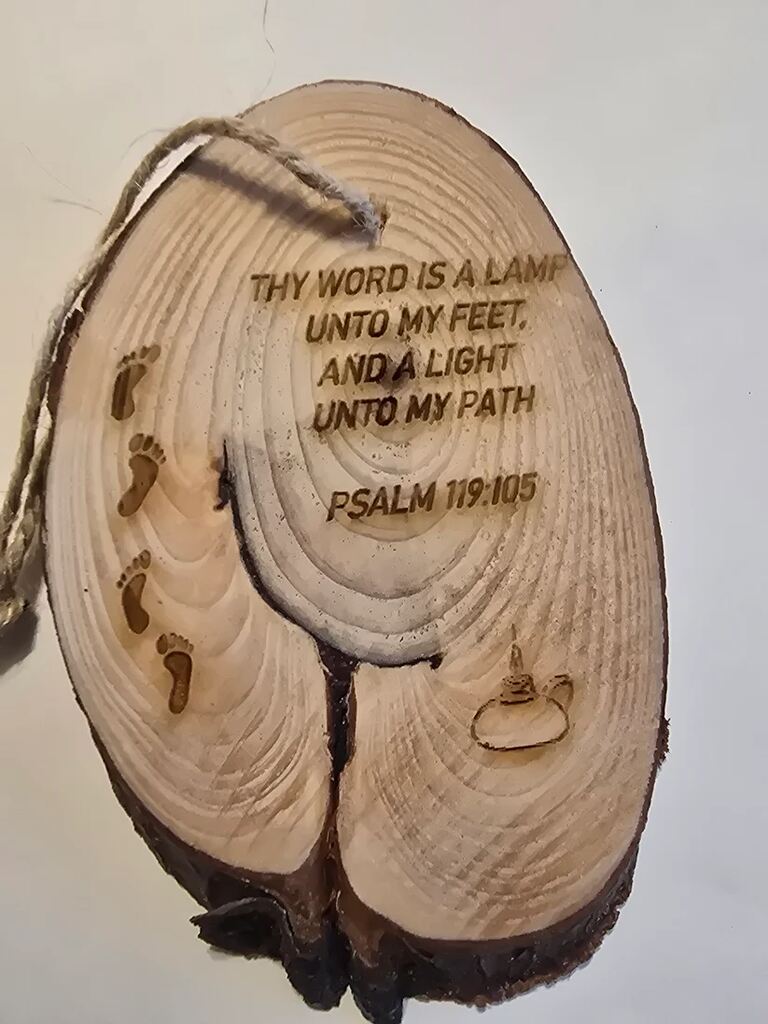 THY WORD IS A LAMP
UNTO MY FEET,
AND A LIGHT
UNTO MY PATH
PSALM 119:105